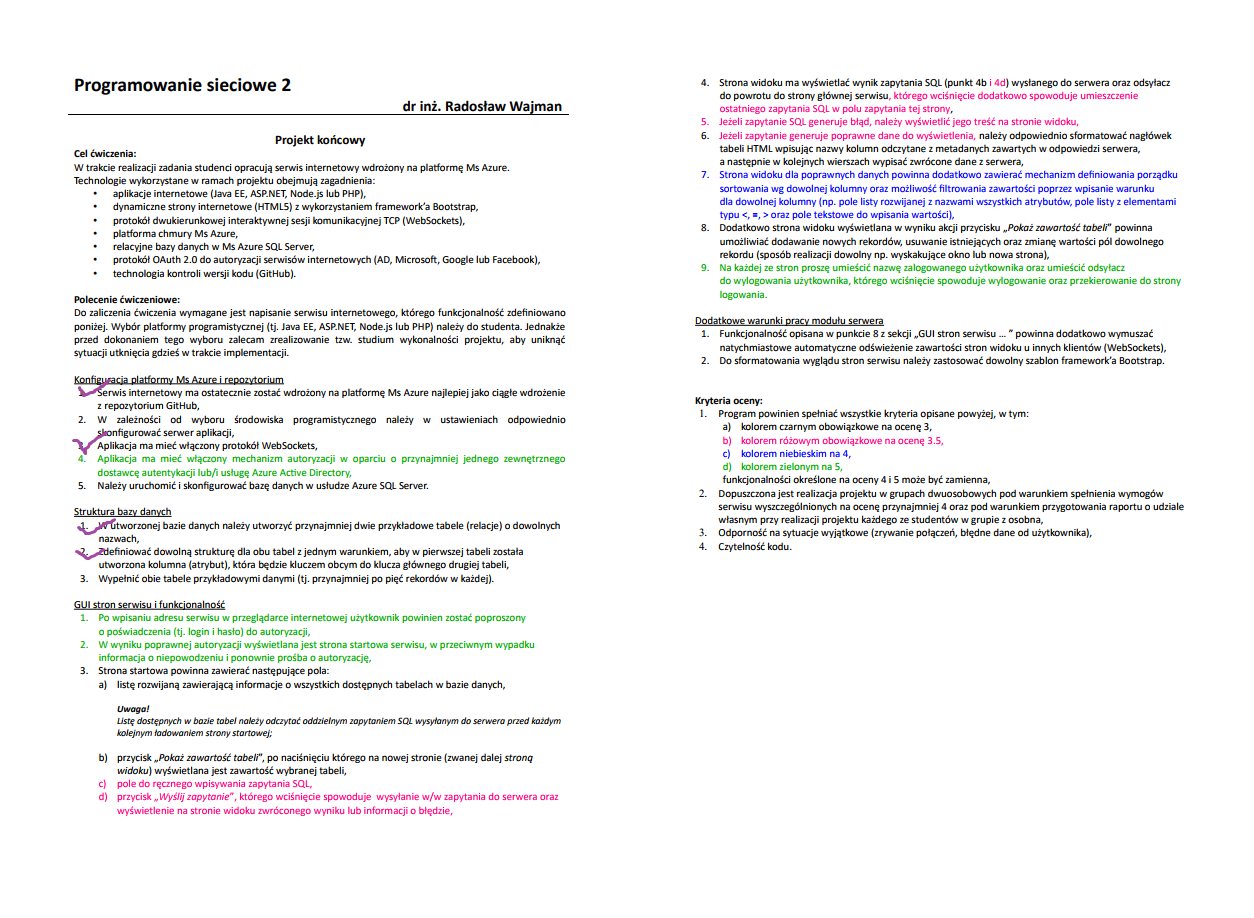 Programowanie sieciowe 2
dr inż. Radosław Wajman
Projekt końcowy
Cel ćwiczenia:
W trakcie realizacji zadania studenci opracują serwis internetowy wdrożony na platformę Ms Azure.
Technologie wykorzystane w ramach projektu obejmują zagadnienia:
• aplikacje internetowe (Java EE, ASP.NET, Node.js lub PHP),
• dynamiczne strony internetowe (HTML5) z wykorzystaniem framework’a Bootstrap,
• protokół dwukierunkowej interaktywnej sesji komunikacyjnej TCP (WebSockets),
• platforma chmury Ms Azure,
• relacyjne bazy danych w Ms Azure SQL Server,
• protokół OAuth 2.0 do autoryzacji serwisów internetowych (AD, Microsoft, Google lub Facebook),
• technologia kontroli wersji kodu (GitHub).
Polecenie ćwiczeniowe:
Do zaliczenia ćwiczenia wymagane jest napisanie serwisu internetowego, którego funkcjonalność zdefiniowano
poniżej. Wybór platformy programistycznej (tj. Java EE, ASP.NET, Node.js lub PHP) należy do studenta. Jednakże
przed dokonaniem tego wyboru zalecam zrealizowanie tzw. studium wykonalności projektu, aby uniknąć
sytuacji utknięcia gdzieś w trakcie implementacji.
Konfiguracja platformy Ms Azure i repozytorium
1. Serwis internetowy ma ostatecznie zostać wdrożony na platformę Ms Azure najlepiej jako ciągłe wdrożenie
z repozytorium GitHub,
2. W zależności od wyboru środowiska programistycznego należy w ustawieniach odpowiednio
skonfigurować serwer aplikacji,
3. Aplikacja ma mieć włączony protokół WebSockets,
4. Aplikacja ma mieć włączony mechanizm autoryzacji w oparciu o przynajmniej jednego zewnętrznego
dostawcę autentykacji lub/i usługę Azure Active Directory,
5. Należy uruchomić i skonfigurować bazę danych w usłudze Azure SQL Server.
Struktura bazy danych
1. W utworzonej bazie danych należy utworzyć przynajmniej dwie przykładowe tabele (relacje) o dowolnych
nazwach,
2. Zdefiniować dowolną strukturę dla obu tabel z jednym warunkiem, aby w pierwszej tabeli została
utworzona kolumna (atrybut), która będzie kluczem obcym do klucza głównego drugiej tabeli,
3. Wypełnić obie tabele przykładowymi danymi (tj. przynajmniej po pięć rekordów w każdej).
GUI stron serwisu i funkcjonalność
1. Po wpisaniu adresu serwisu w przeglądarce internetowej użytkownik powinien zostać poproszony
o poświadczenia (tj. login i hasło) do autoryzacji,
2. W wyniku poprawnej autoryzacji wyświetlana jest strona startowa serwisu, w przeciwnym wypadku
informacja o niepowodzeniu i ponownie prośba o autoryzację,
3. Strona startowa powinna zawierać następujące pola:
a) listę rozwijaną zawierającą informacje o wszystkich dostępnych tabelach w bazie danych,
Uwaga!
Listę dostępnych w bazie tabel należy odczytać oddzielnym zapytaniem SQL wysyłanym do serwera przed każdym
kolejnym ładowaniem strony startowej;
b) przycisk „Pokaż zawartość tabeli”, po naciśnięciu którego na nowej stronie (zwanej dalej stroną
widoku) wyświetlana jest zawartość wybranej tabeli,
c) pole do ręcznego wpisywania zapytania SQL,
d) przycisk „Wyślij zapytanie”, którego wciśnięcie spowoduje wysyłanie w/w zapytania do serwera oraz
wyświetlenie na stronie widoku zwróconego wyniku lub informacji o błędzie,
4. Strona widoku ma wyświetlać wynik zapytania SQL (punkt 4b i 4d) wysłanego do serwera oraz odsyłacz
do powrotu do strony głównej serwisu, którego wciśnięcie dodatkowo spowoduje umieszczenie
ostatniego zapytania SQL w polu zapytania tej strony,
5. Jeżeli zapytanie SQL generuje błąd, należy wyświetlić jego treść na stronie widoku,
6. Jeżeli zapytanie generuje poprawne dane do wyświetlenia, należy odpowiednio sformatować nagłówek
tabeli HTML wpisując nazwy kolumn odczytane z metadanych zawartych w odpowiedzi serwera,
a następnie w kolejnych wierszach wypisać zwrócone dane z serwera,
7. Strona widoku dla poprawnych danych powinna dodatkowo zawierać mechanizm definiowania porządku
sortowania wg dowolnej kolumny oraz możliwość filtrowania zawartości poprzez wpisanie warunku
dla dowolnej kolumny (np. pole listy rozwijanej z nazwami wszystkich atrybutów, pole listy z elementami
typu <, =, > oraz pole tekstowe do wpisania wartości),
8. Dodatkowo strona widoku wyświetlana w wyniku akcji przycisku „Pokaż zawartość tabeli” powinna
umożliwiać dodawanie nowych rekordów, usuwanie istniejących oraz zmianę wartości pól dowolnego
rekordu (sposób realizacji dowolny np. wyskakujące okno lub nowa strona),
9. Na każdej ze stron proszę umieścić nazwę zalogowanego użytkownika oraz umieścić odsyłacz
do wylogowania użytkownika, którego wciśnięcie spowoduje wylogowanie oraz przekierowanie do strony
logowania.
Dodatkowe warunki pracy modułu serwera
1. Funkcjonalność opisana w punkcie 8 z sekcji „GUI stron serwisu … ” powinna dodatkowo wymuszać
natychmiastowe automatyczne odświeżenie zawartości stron widoku u innych klientów (WebSockets),
2. Do sformatowania wyglądu stron serwisu należy zastosować dowolny szablon framework’a Bootstrap.
Kryteria oceny:
1. Program powinien spełniać wszystkie kryteria opisane powyżej, w tym:
a) kolorem czarnym obowiązkowe na ocenę 3,
b) kolorem różowym obowiązkowe na ocenę 3.5,
c) kolorem niebieskim na 4,
d) kolorem zielonym na 5,
funkcjonalności określone na oceny 4 i 5 może być zamienna,
2. Dopuszczona jest realizacja projektu w grupach dwuosobowych pod warunkiem spełnienia wymogów
serwisu wyszczególnionych na ocenę przynajmniej 4 oraz pod warunkiem przygotowania raportu o udziale
własnym przy realizacji projektu każdego ze studentów w grupie z osobna,
3. Odporność na sytuacje wyjątkowe (zrywanie połączeń, błędne dane od użytkownika),
4. Czytelność kodu.